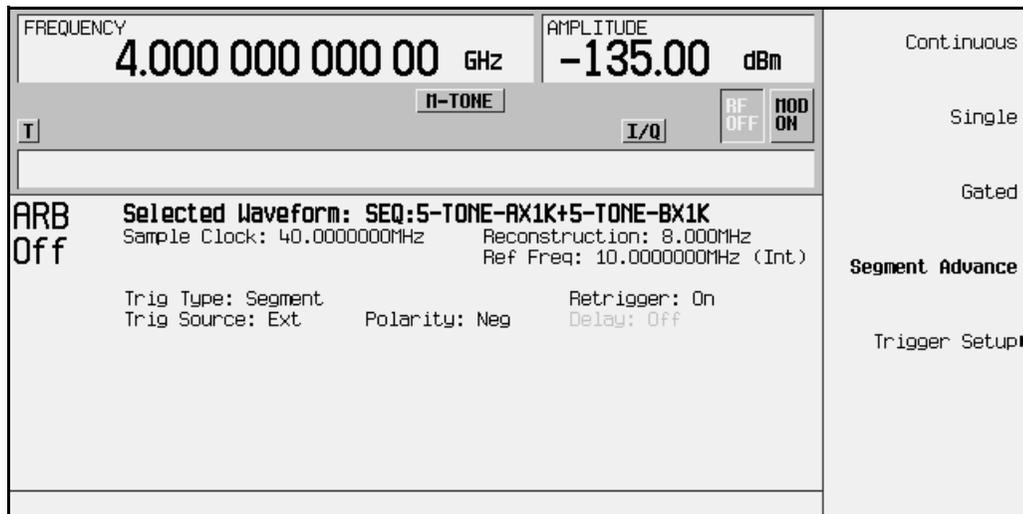 FREQUENCY
4.000 000 000 00 GHz
AMPLITUDE
-135.00 dBm
M-TONE
T
I/Q
RF OFF
MOD ON
ARB Off
Selected Waveform: SEQ:5-TONE-AX1K+5-TONE-BX1K
Sample Clock: 40.0000000MHz Reconstruction: 8.000MHz
Ref Freq: 10.0000000MHz (Int)
Trig Type: Segment Retrigger: On
Trig Source: Ext Polarity: Neg Delay: Off
Continuous
Single
Gated
Segment Advance
Trigger Setup